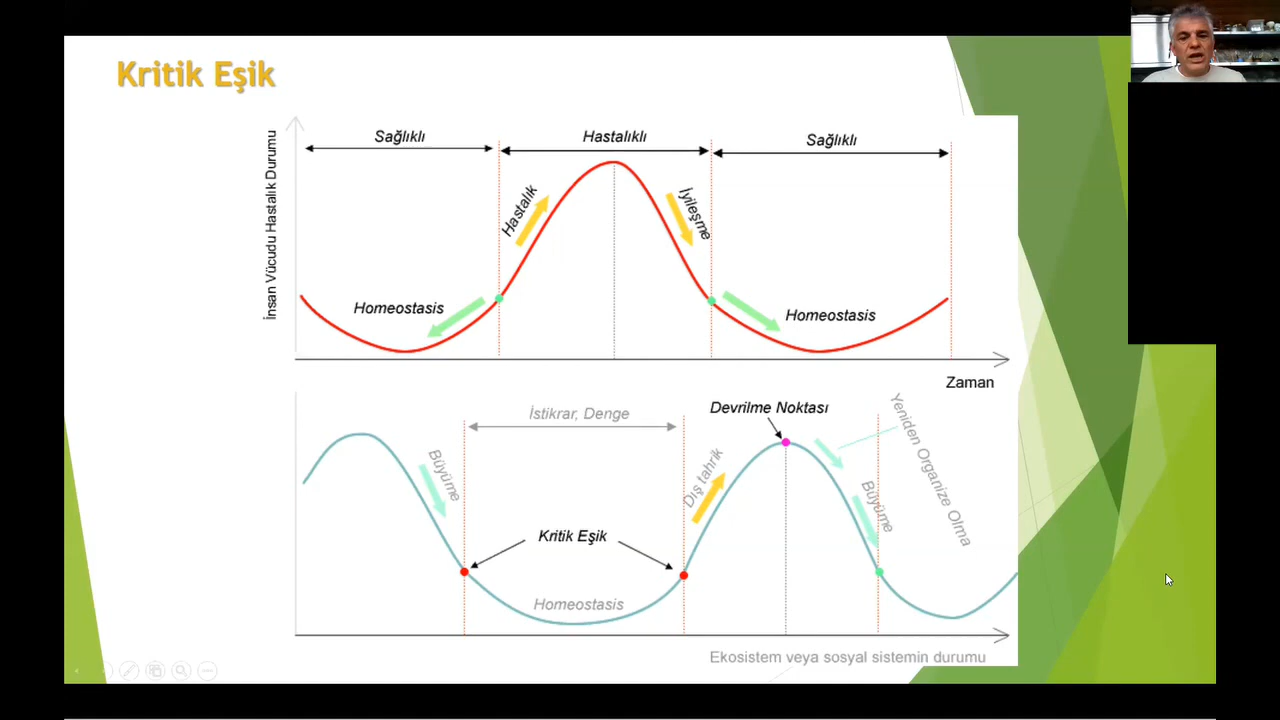 Kritik Eşik
Sağlıklı
Hastalıklı
Sağlıklı
İnsan Vücudu Hastalık Durumu
Hastalık
İyileşme
Homeostasis
Homeostasis
Zaman
İstikrar, Denge
Devrilme Noktası
Yeniden Organize Olma
Büyüme
Dış tahrik
Büyüme
Kritik Eşik
Homeostasis
Ekosistem veya sosyal sistemin durumu